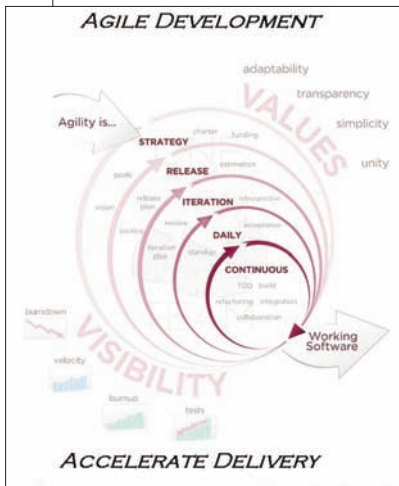 AGILE DEVELOPMENT
adaptability
transparency
VALUES
simplicity
unity
Agility is...
charter funding
STRATEGY
goals
estimation
RELEASE
vision
release
plan
ITERATION
retrospective
backlog
review
acceptance
DAILY
iteration
plan
standup
CONTINUOUS
TDD build
refactoring integration
collaboration
burndown
VISIBILITY
Working
Software
velocity
burnup
tests
ACCELERATE DELIVERY